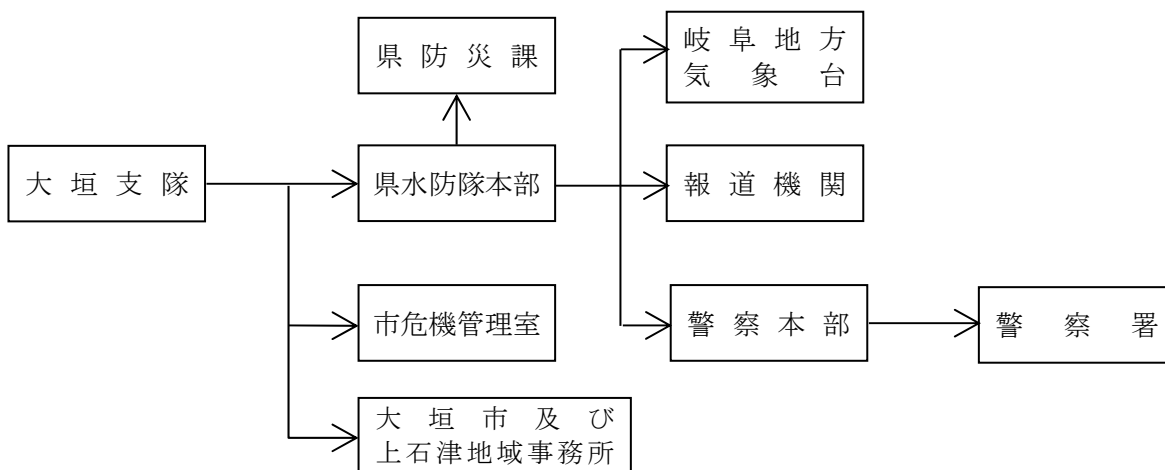 県防災課
岐阜地方
気象台
大垣支隊
県水防隊本部
報道機関
市危機管理室
警察本部
警察署
大垣市及び
上石津地域事務所